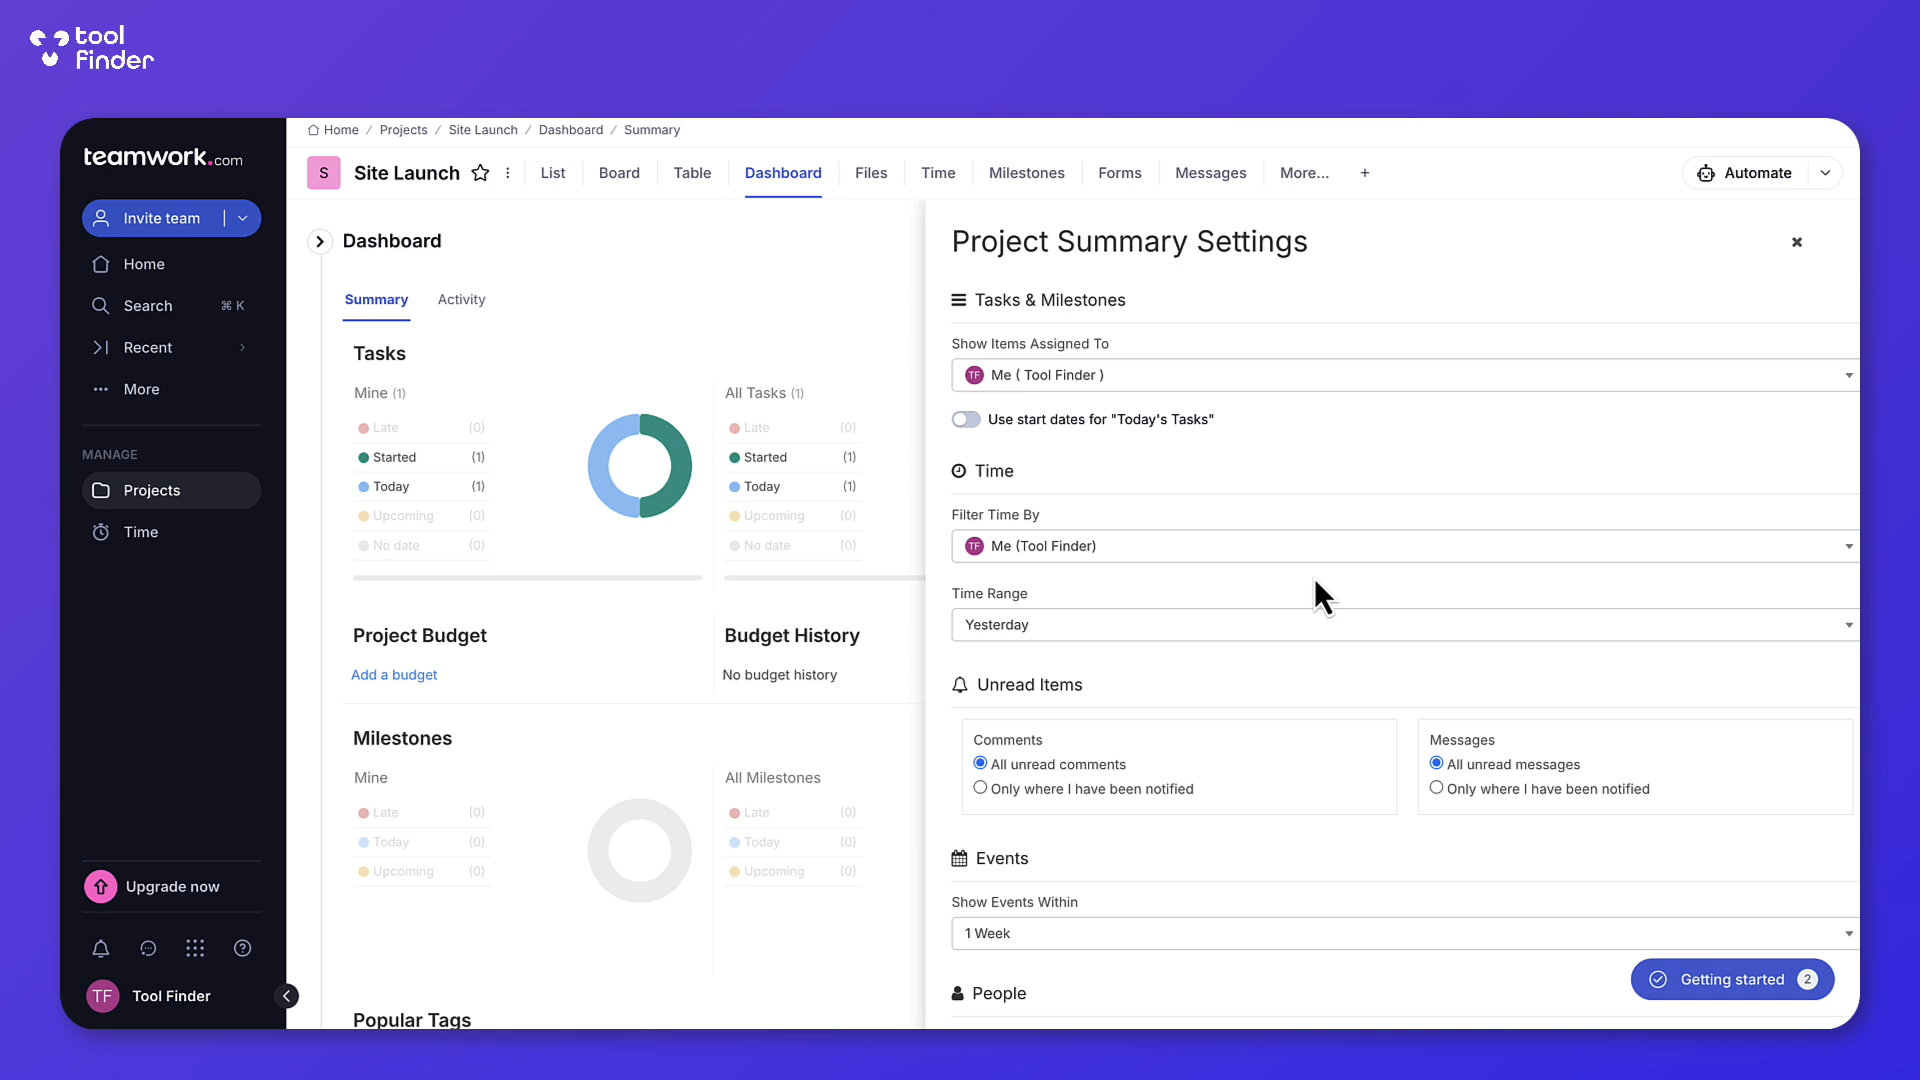 tool
finder
teamwork.com
Invite team
Home
Search ⌘ K
Recent
More
MANAGE
Projects
Time
Upgrade now
TF Tool Finder
Home / Projects / Site Launch / Dashboard / Summary
S Site Launch List Board Table Dashboard Files Time Milestones Forms Messages More... + Automate
Dashboard
Summary Activity
Tasks
Mine (1)
Late (0)
Started (1)
Today (1)
Upcoming (0)
No date (0)
All Tasks (1)
Late (0)
Started (1)
Today (1)
Upcoming (0)
No date (0)
Project Budget
Add a budget
Budget History
No budget history
Milestones
Mine
Late (0)
Today (0)
Upcoming (0)
All Milestones
Late (0)
Today (0)
Upcoming (0)
Popular Tags
Project Summary Settings
Tasks & Milestones
Show Items Assigned To
TF Me ( Tool Finder )
Use start dates for "Today's Tasks"
Time
Filter Time By
TF Me (Tool Finder)
Time Range
Yesterday
Unread Items
Comments
All unread comments
Only where I have been notified
Messages
All unread messages
Only where I have been notified
Events
Show Events Within
1 Week
People
Getting started 2